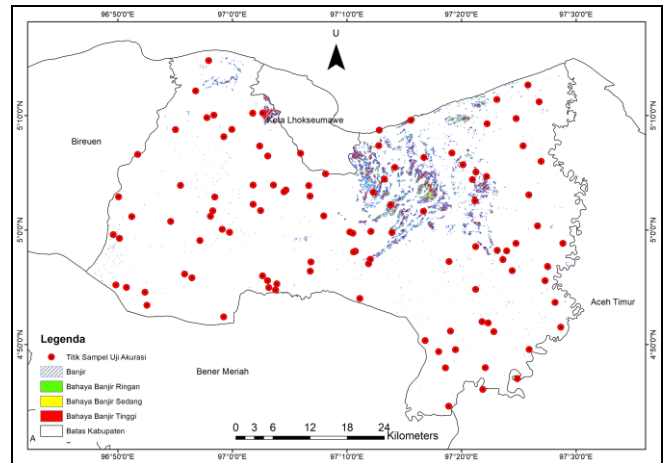 96°50'0"E 97°0'0"E 97°10'0"E 97°20'0"E 97°30'0"E
U
5°10'0"N 5°10'0"N
Kota Lhokseumawe
Bireuen
5°0'0"N 5°0'0"N
Aceh Timur
Legenda
Titik Sampel Uji Akurasi
Banjir
Bahaya Banjir Ringan
Bahaya Banjir Sedang
Bahaya Banjir Tinggi
Batas Kabupaten
4°50'0"N 4°50'0"N
Bener Meriah
0 3 6 12 18 24
Kilometers
A
96°50'0"E 97°0'0"E 97°10'0"E 97°20'0"E 97°30'0"E